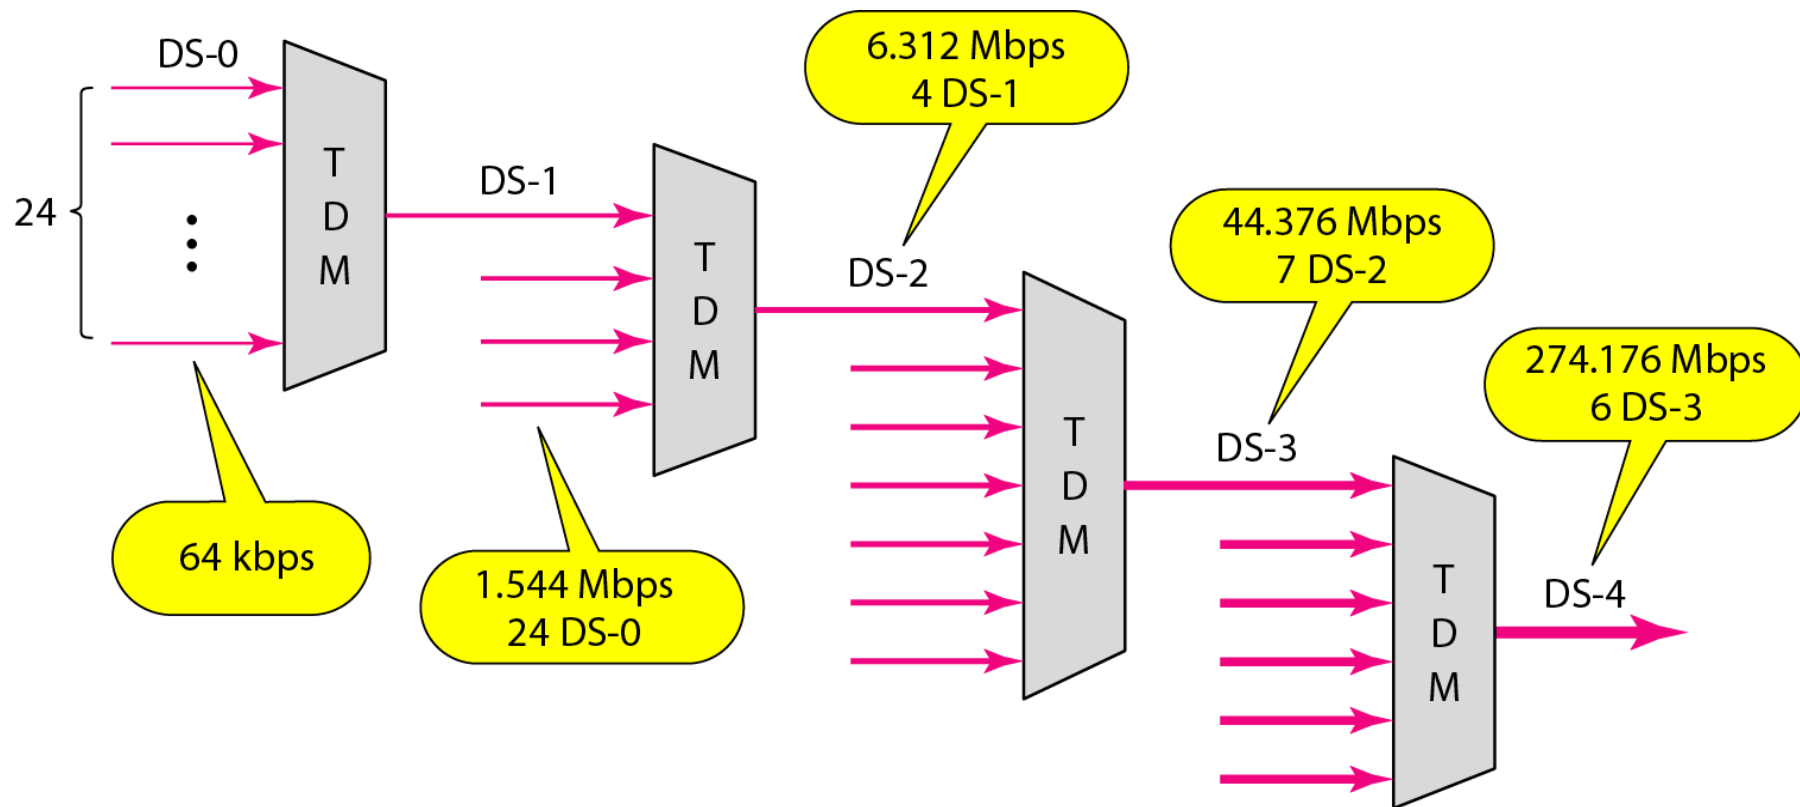 DS-0
24
T
D
M
64 kbps
DS-1
1.544 Mbps
24 DS-0
T
D
M
6.312 Mbps
4 DS-1
DS-2
T
D
M
44.376 Mbps
7 DS-2
DS-3
T
D
M
274.176 Mbps
6 DS-3
DS-4